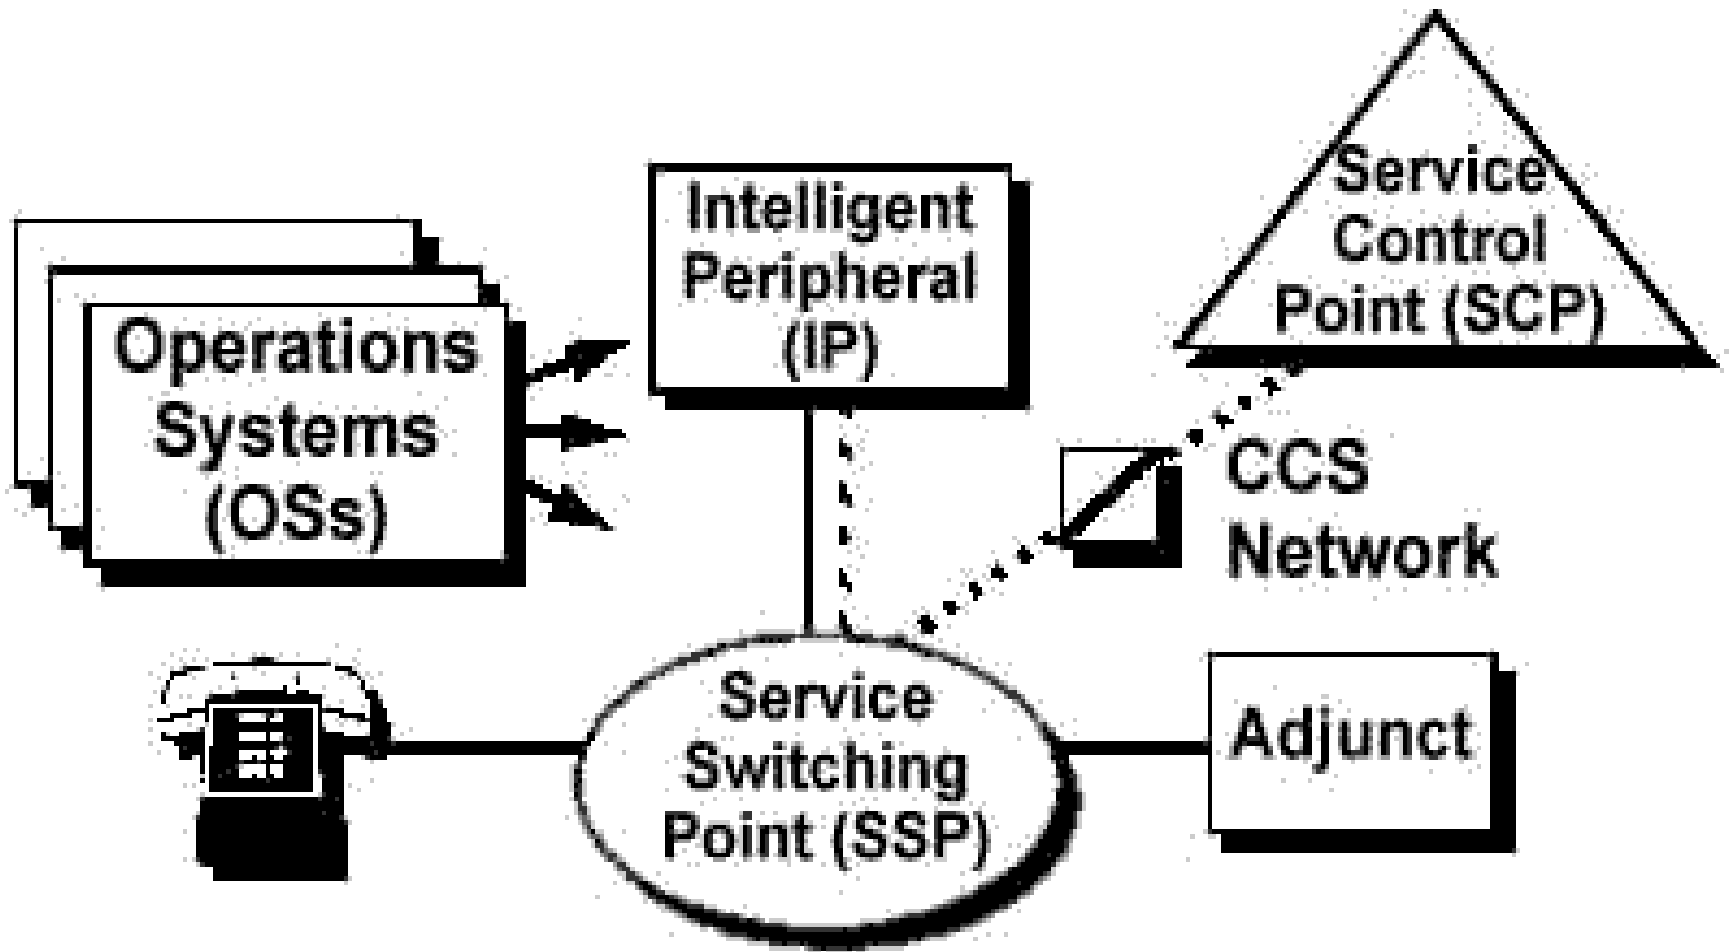 Service
Control
Point (SCP)
Intelligent
Peripheral
(IP)
Operations
Systems
(OSs)
CCS
Network
Service
Switching
Point (SSP)
Adjunct